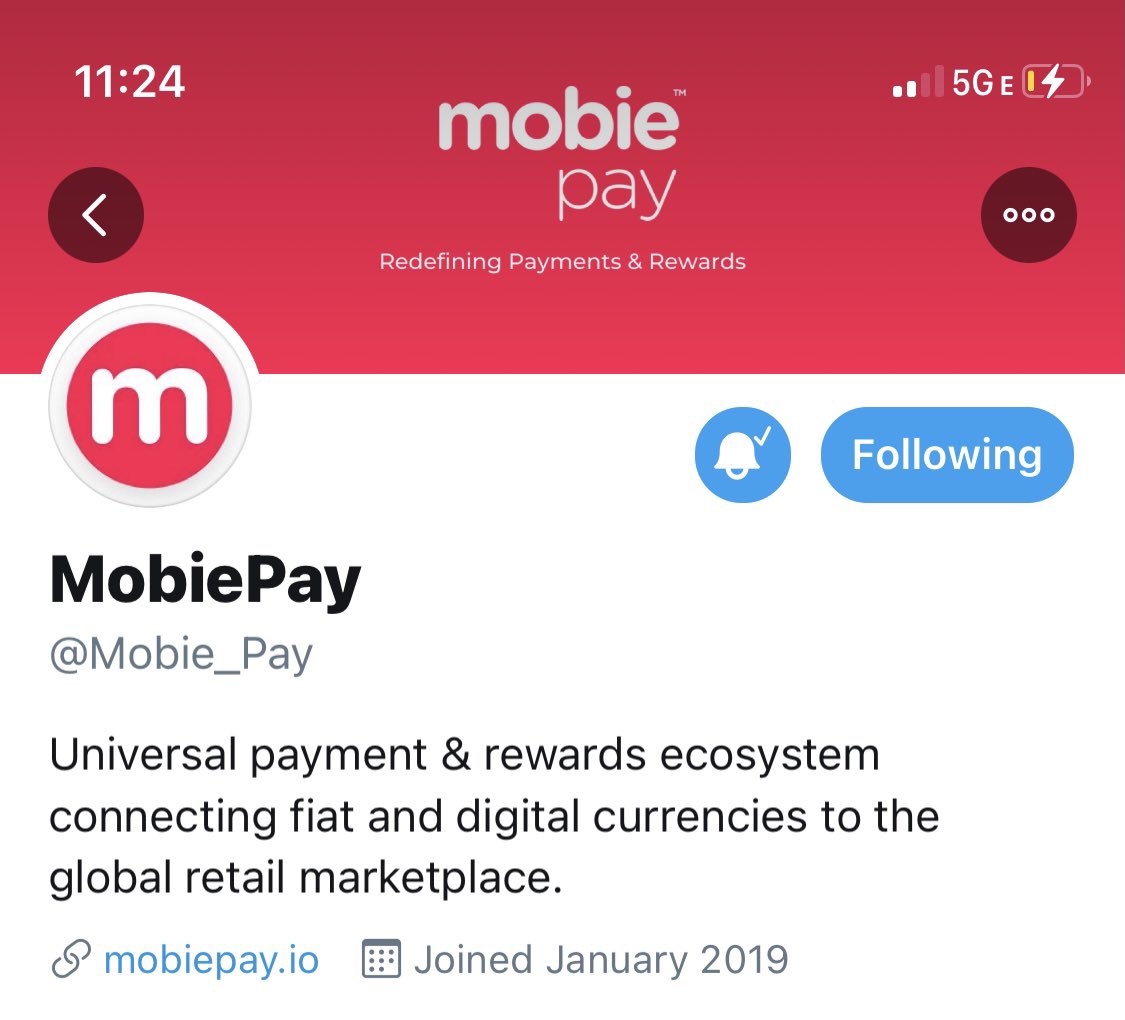 11:24
5G E
mobie™
pay
Redefining Payments & Rewards
m
Following
MobiePay
@Mobie_Pay
Universal payment & rewards ecosystem
connecting fiat and digital currencies to the
global retail marketplace.
mobiepay.io Joined January 2019